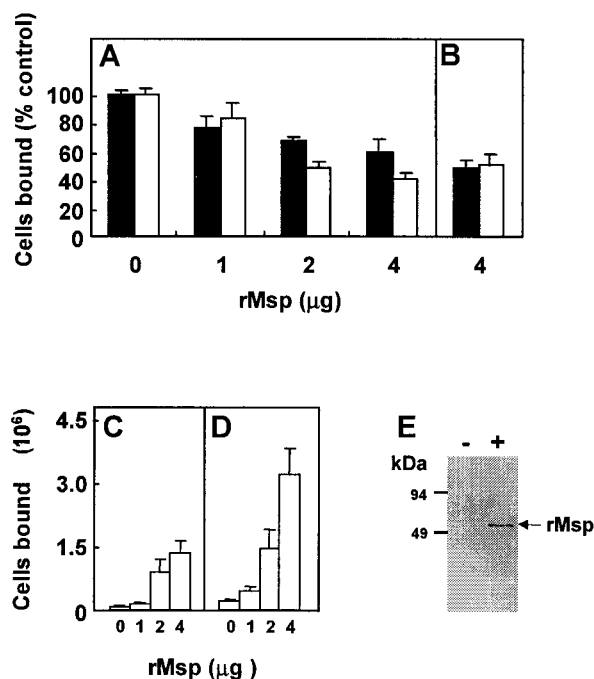 A B
Cells bound (% control)
100
80
60
40
20
0
0 1 2 4 4
rMsp (μg)
C D
Cells bound (10⁶)
4.5
3.0
1.5
0
0 1 2 4 0 1 2 4
rMsp (μg )
E
- +
kDa
94
49
rMsp